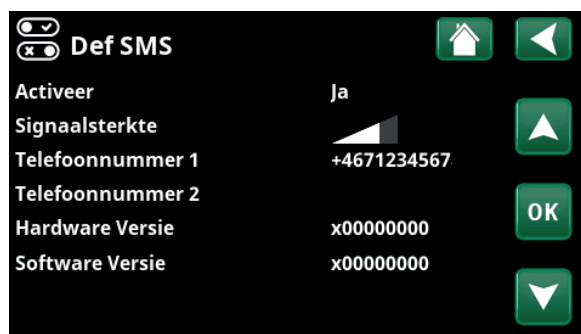 Def SMS
Activeer Ja
Signaalsterkte
Telefoonnummer 1 +4671234567
Telefoonnummer 2
Hardware Versie x00000000
OK
Software Versie x00000000